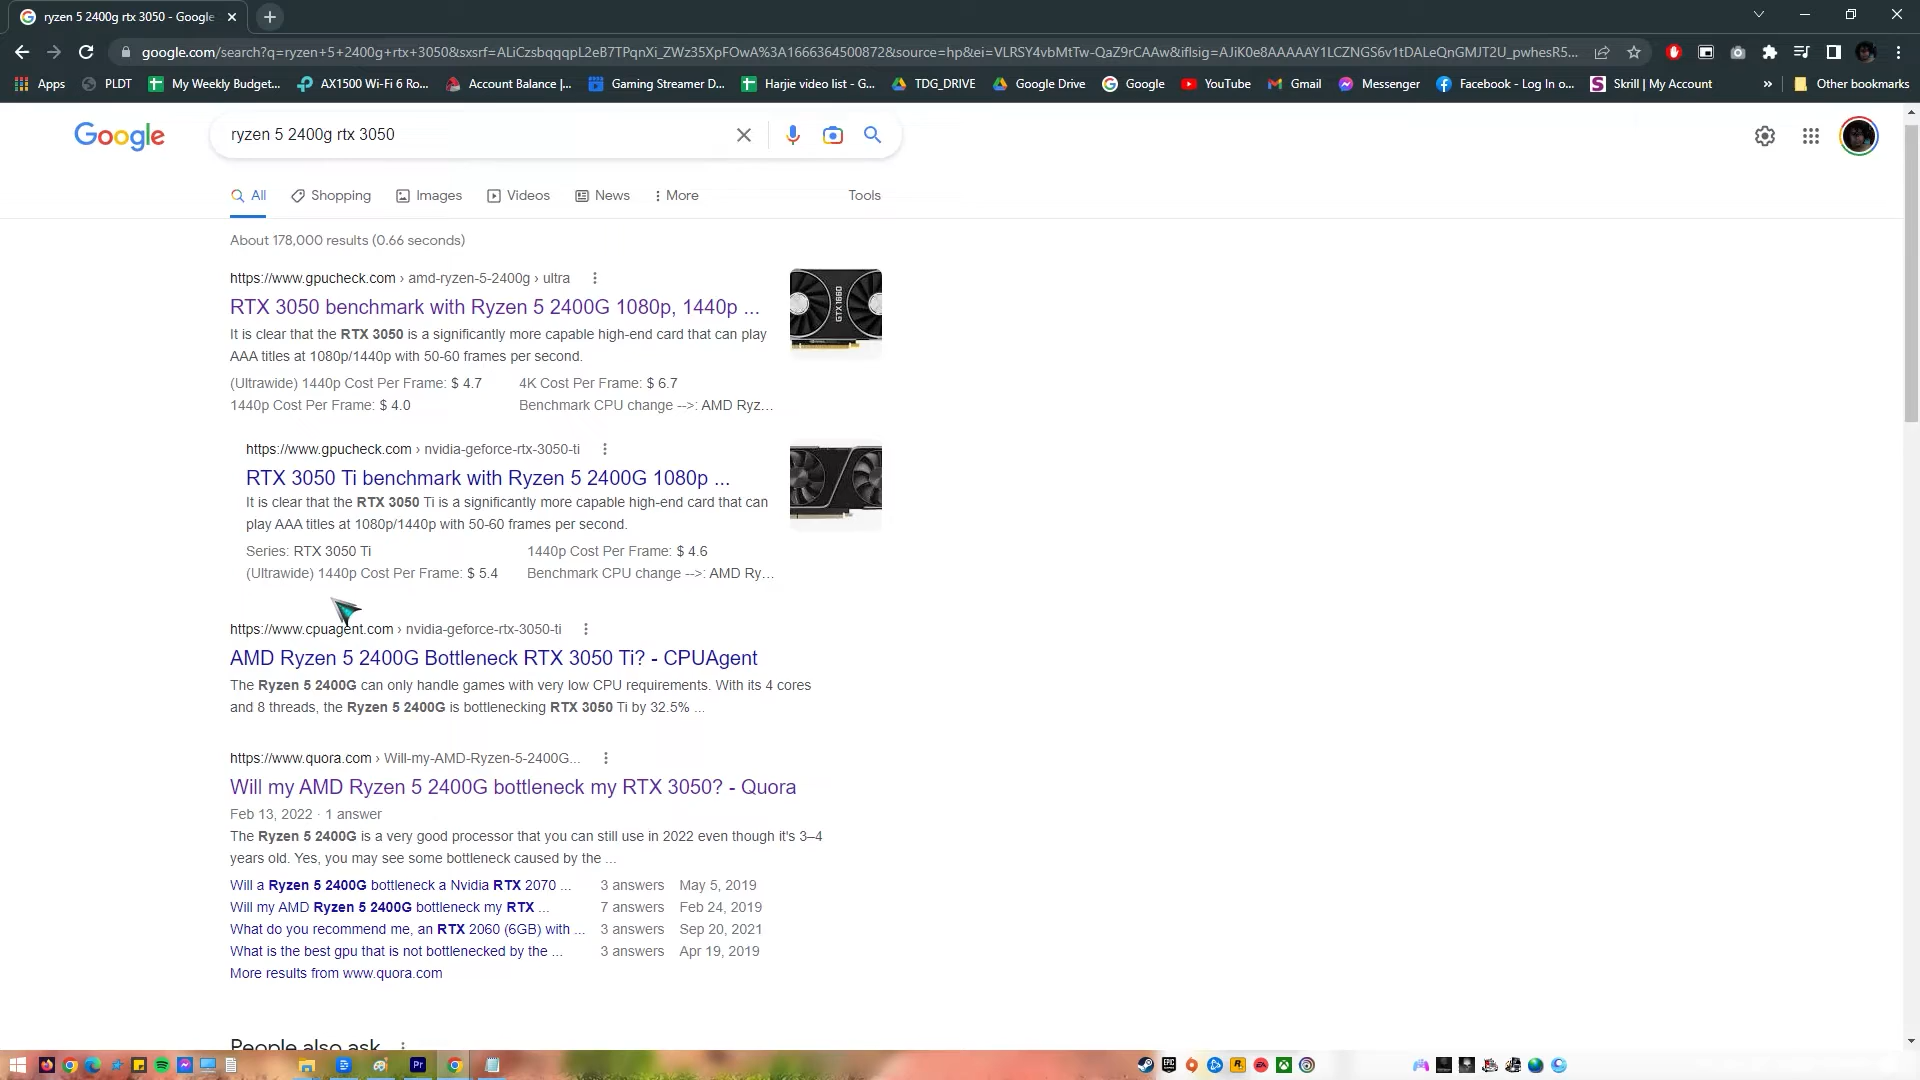 ryzen 5 2400g rtx 3050 - Google
google.com/search?q=ryzen+5+2400g+rtx+3050&sxsrf=ALiCzsbqqqpL2eB7TPqnXi_ZWz35XpFOwA%3A1666364500872&source=hp&ei=VLRSY4vbMtTw-QaZ9rCAAw&iflsig=AJiK0e8AAAAAY1LCZNGS6v1tDALeQnGMJT2U_pwhesR5...
Apps PLDT My Weekly Budget... AX1500 Wi-Fi 6 Ro... Account Balance |... Gaming Streamer D... Harjie video list - G... TDG_DRIVE Google Drive Google YouTube Gmail Messenger Facebook - Log In o... Skrill | My Account » Other bookmarks
Google ryzen 5 2400g rtx 3050
All Shopping Images Videos News More Tools
About 178,000 results (0.66 seconds)
https://www.gpucheck.com › amd-ryzen-5-2400g › ultra
RTX 3050 benchmark with Ryzen 5 2400G 1080p, 1440p ...
It is clear that the RTX 3050 is a significantly more capable high-end card that can play
AAA titles at 1080p/1440p with 50-60 frames per second.
(Ultrawide) 1440p Cost Per Frame: $ 4.7 4K Cost Per Frame: $ 6.7
1440p Cost Per Frame: $ 4.0 Benchmark CPU change -->: AMD Ryz...
GTX 1660
https://www.gpucheck.com › nvidia-geforce-rtx-3050-ti
RTX 3050 Ti benchmark with Ryzen 5 2400G 1080p ...
It is clear that the RTX 3050 Ti is a significantly more capable high-end card that can
play AAA titles at 1080p/1440p with 50-60 frames per second.
Series: RTX 3050 Ti 1440p Cost Per Frame: $ 4.6
(Ultrawide) 1440p Cost Per Frame: $ 5.4 Benchmark CPU change -->: AMD Ry...
https://www.cpuagent.com › nvidia-geforce-rtx-3050-ti
AMD Ryzen 5 2400G Bottleneck RTX 3050 Ti? - CPUAgent
The Ryzen 5 2400G can only handle games with very low CPU requirements. With its 4 cores
and 8 threads, the Ryzen 5 2400G is bottlenecking RTX 3050 Ti by 32.5% ...
https://www.quora.com › Will-my-AMD-Ryzen-5-2400G...
Will my AMD Ryzen 5 2400G bottleneck my RTX 3050? - Quora
Feb 13, 2022 · 1 answer
The Ryzen 5 2400G is a very good processor that you can still use in 2022 even though it's 3–4
years old. Yes, you may see some bottleneck caused by the ...
Will a Ryzen 5 2400G bottleneck a Nvidia RTX 2070 ... 3 answers May 5, 2019
Will my AMD Ryzen 5 2400G bottleneck my RTX ... 7 answers Feb 24, 2019
What do you recommend me, an RTX 2060 (6GB) with ... 3 answers Sep 20, 2021
What is the best gpu that is not bottlenecked by the ... 3 answers Apr 19, 2019
More results from www.quora.com
People also ask
Pr EPIC R EA